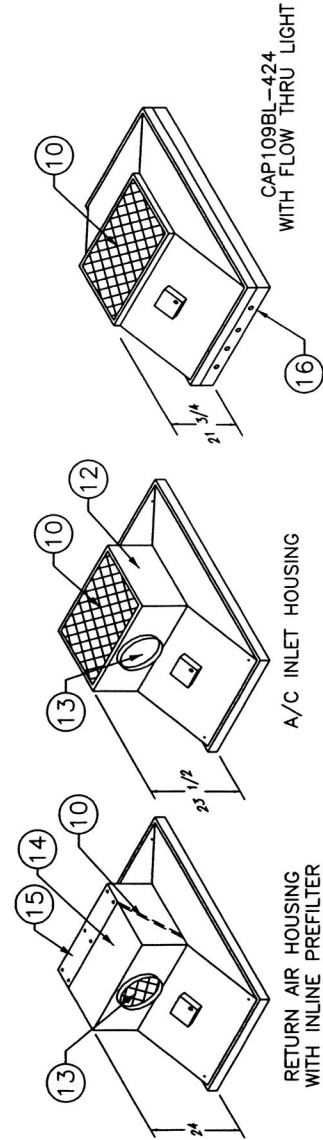 15
14
10
13
24
RETURN AIR HOUSING
WITH INLINE PREFILTER
10
12
13
23 1/2
A/C INLET HOUSING
10
16
21 3/4
CAP109BL-424
WITH FLOW THRU LIGHT